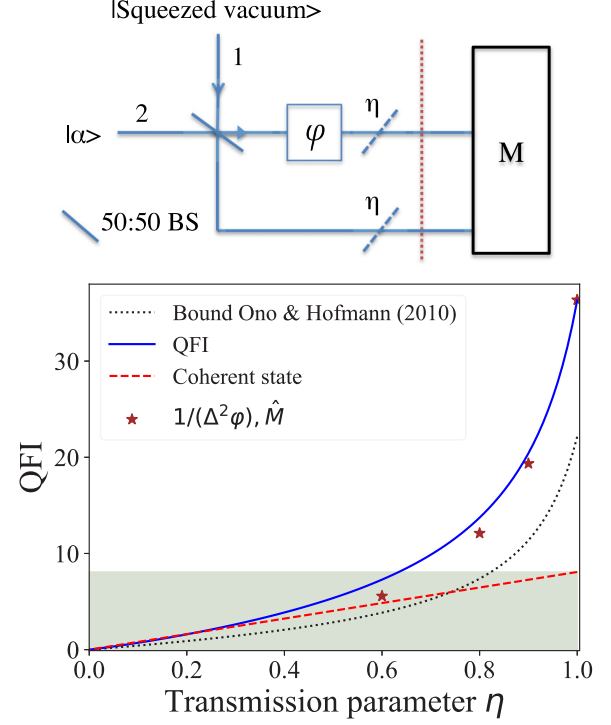 |Squeezed vacuum>
1
2
η
|α>
φ
M
η
50:50 BS
Bound Ono & Hofmann (2010)
QFI
Coherent state
1/(Δ²φ), M̂
QFI
30
20
10
0
0.0 0.2 0.4 0.6 0.8 1.0
Transmission parameter η